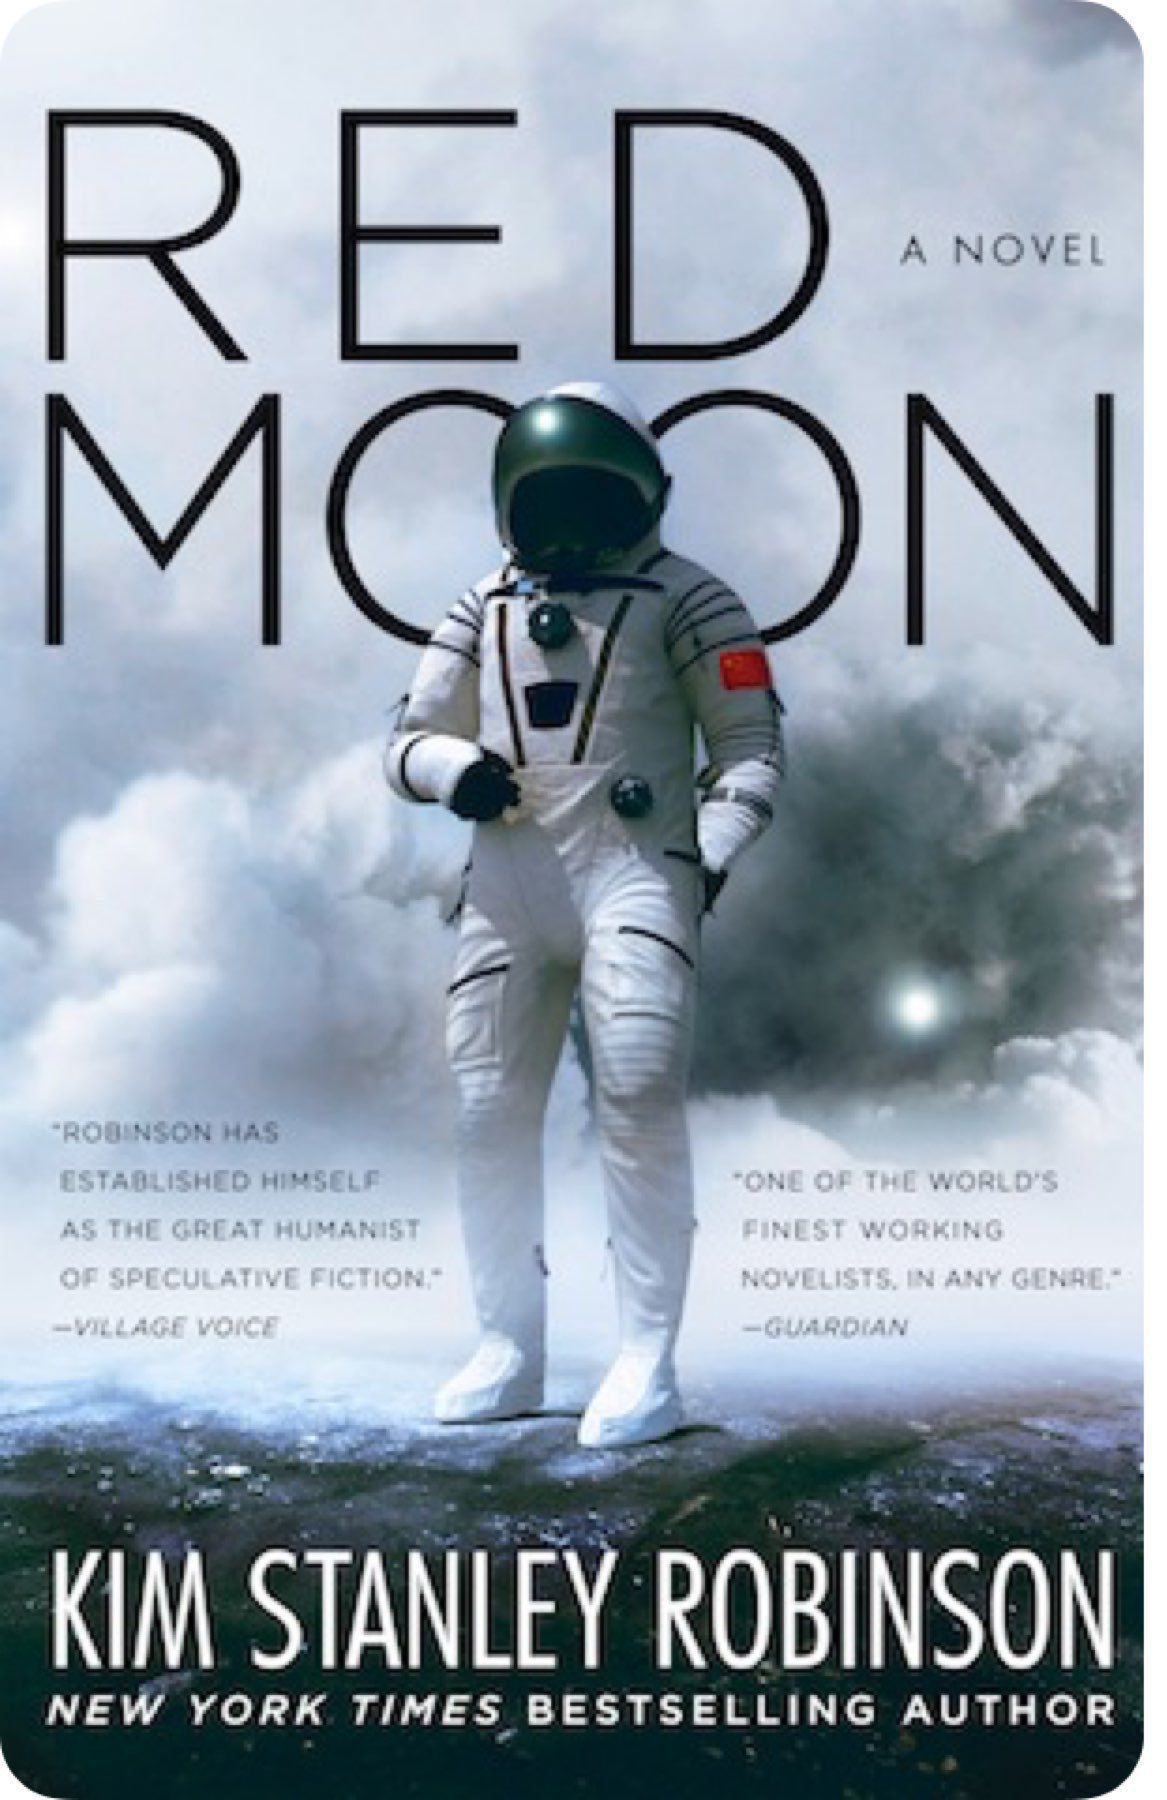 RED
A NOVEL
MOON
"ROBINSON HAS
ESTABLISHED HIMSELF
AS THE GREAT HUMANIST
OF SPECULATIVE FICTION."
—VILLAGE VOICE
"ONE OF THE WORLD'S
FINEST WORKING
NOVELISTS, IN ANY GENRE."
—GUARDIAN
KIM STANLEY ROBINSON
NEW YORK TIMES BESTSELLING AUTHOR